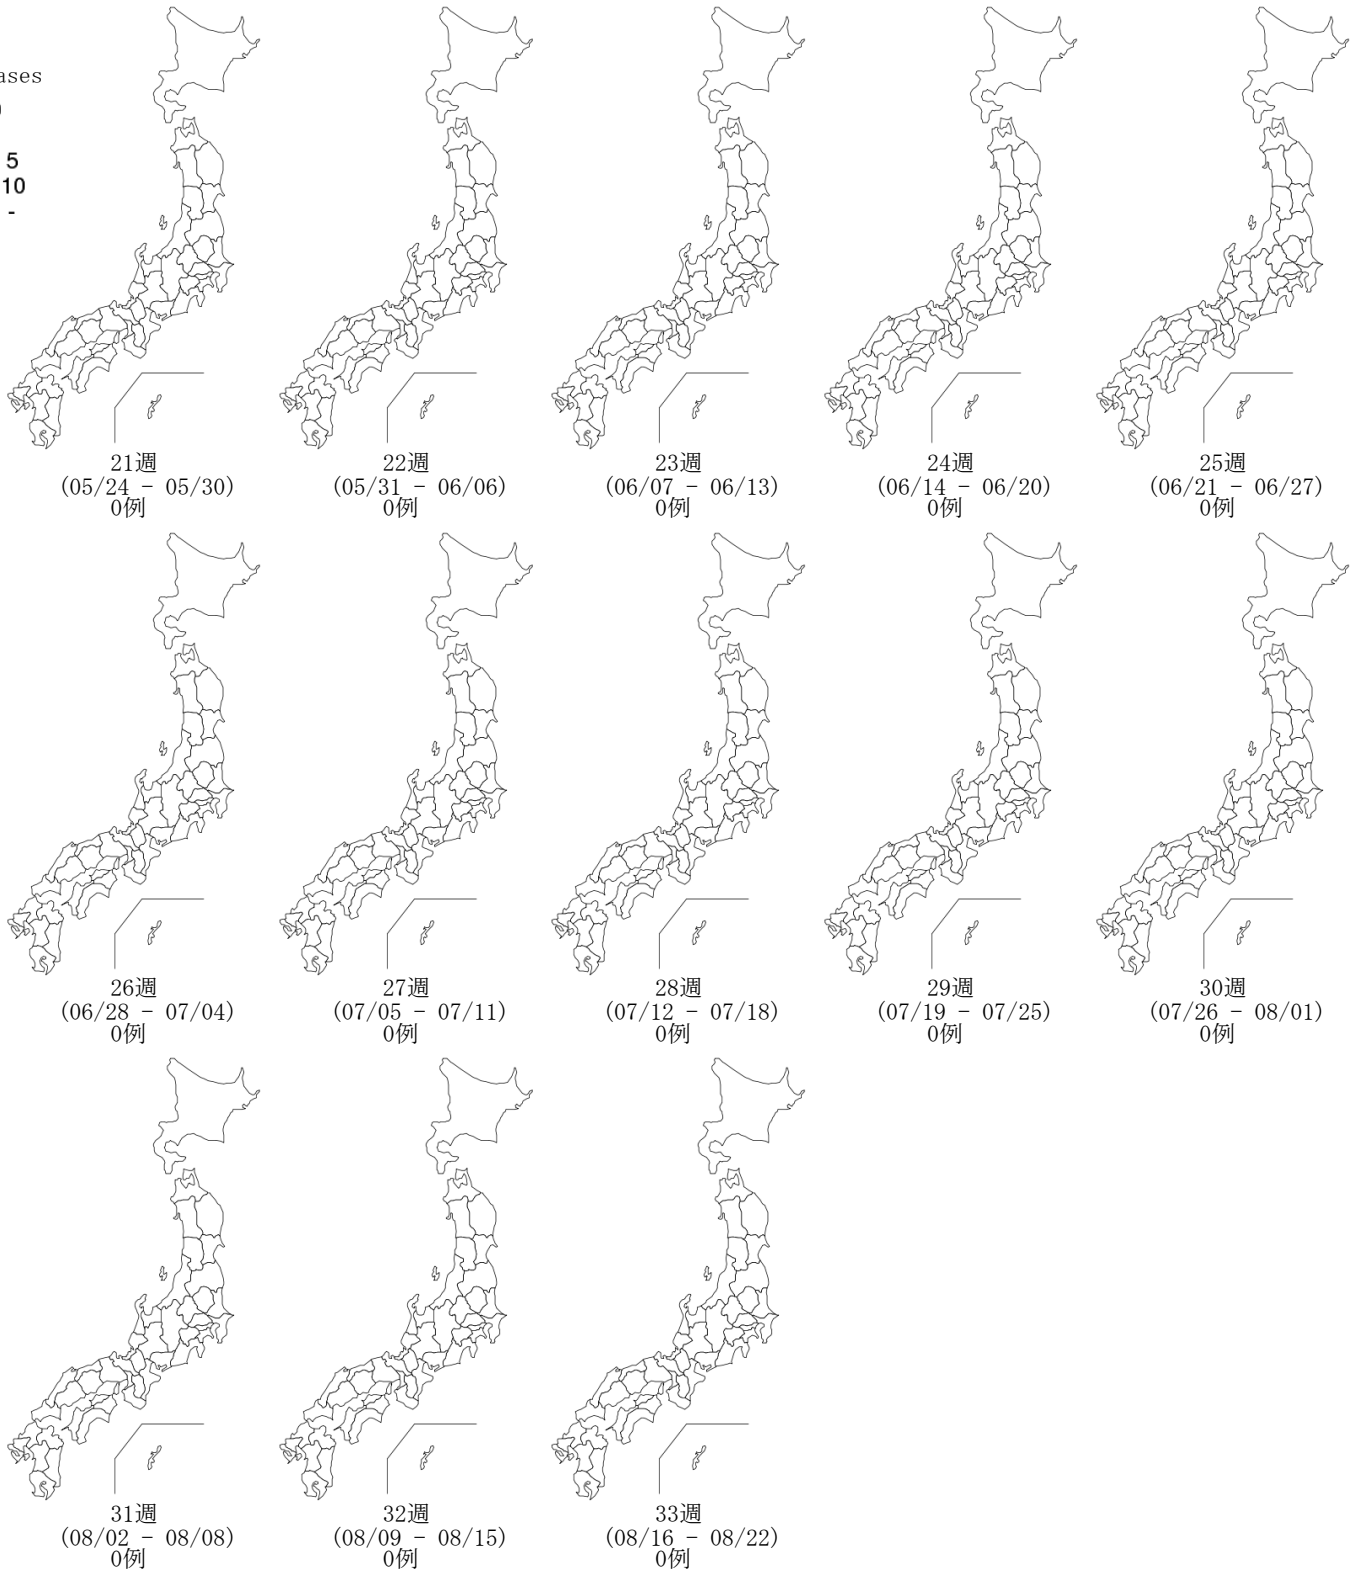 ases
5
10
-
21週
(05/24 - 05/30)
0例
22週
(05/31 - 06/06)
0例
23週
(06/07 - 06/13)
0例
24週
(06/14 - 06/20)
0例
25週
(06/21 - 06/27)
0例
26週
(06/28 - 07/04)
0例
27週
(07/05 - 07/11)
0例
28週
(07/12 - 07/18)
0例
29週
(07/19 - 07/25)
0例
30週
(07/26 - 08/01)
0例
31週
(08/02 - 08/08)
0例
32週
(08/09 - 08/15)
0例
33週
(08/16 - 08/22)
0例